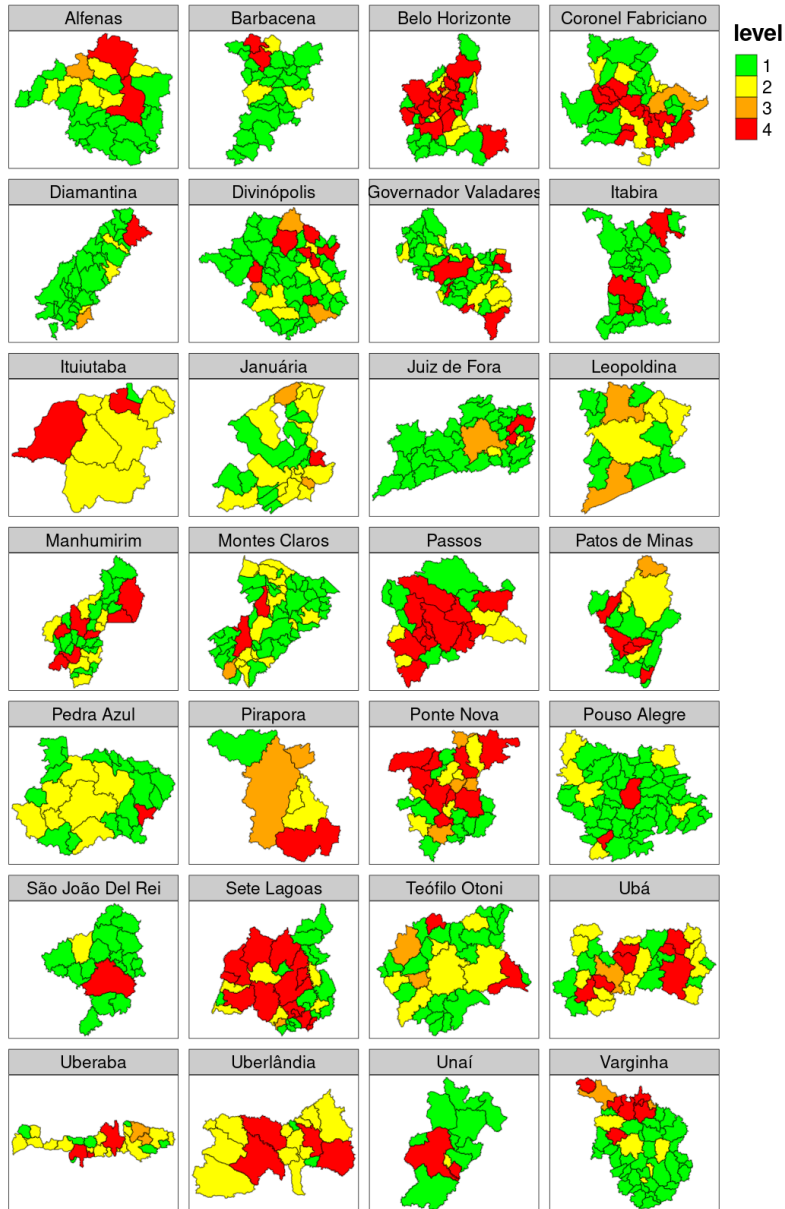 Alfenas
Barbacena
Belo Horizonte
Coronel Fabriciano
level
1
2
3
4
Diamantina
Divinópolis
Governador Valadares
Itabira
Ituiutaba
Januária
Juiz de Fora
Leopoldina
Manhumirim
Montes Claros
Passos
Patos de Minas
Pedra Azul
Pirapora
Ponte Nova
Pouso Alegre
São João Del Rei
Sete Lagoas
Teófilo Otoni
Ubá
Uberaba
Uberlândia
Unaí
Varginha